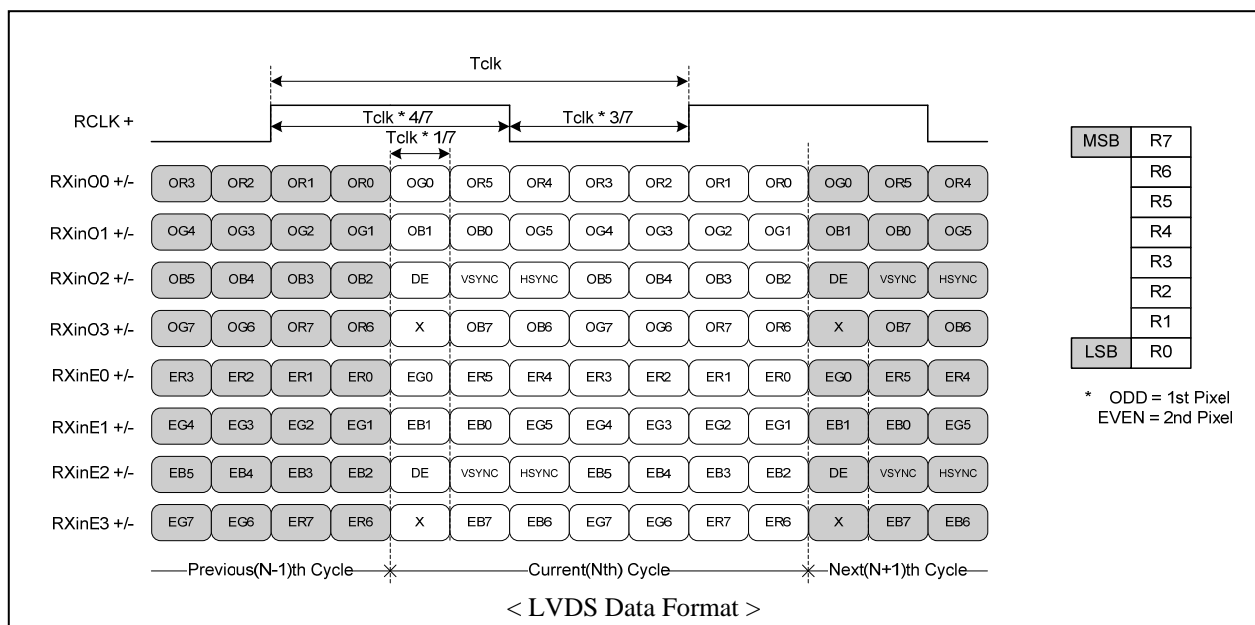 Tclk
RCLK +
Tclk * 4/7
Tclk * 3/7
Tclk * 1/7
RXinO0 +/- OR3 OR2 OR1 OR0 OG0 OR5 OR4 OR3 OR2 OR1 OR0 OG0 OR5 OR4
RXinO1 +/- OG4 OG3 OG2 OG1 OB1 OB0 OG5 OG4 OG3 OG2 OG1 OB1 OB0 OG5
RXinO2 +/- OB5 OB4 OB3 OB2 DE VSYNC HSYNC OB5 OB4 OB3 OB2 DE VSYNC HSYNC
RXinO3 +/- OG7 OG6 OR7 OR6 X OB7 OB6 OG7 OG6 OR7 OR6 X OB7 OB6
RXinE0 +/- ER3 ER2 ER1 ER0 EG0 ER5 ER4 ER3 ER2 ER1 ER0 EG0 ER5 ER4
RXinE1 +/- EG4 EG3 EG2 EG1 EB1 EB0 EG5 EG4 EG3 EG2 EG1 EB1 EB0 EG5
RXinE2 +/- EB5 EB4 EB3 EB2 DE VSYNC HSYNC EB5 EB4 EB3 EB2 DE VSYNC HSYNC
RXinE3 +/- EG7 EG6 ER7 ER6 X EB7 EB6 EG7 EG6 ER7 ER6 X EB7 EB6
Previous(N-1)th Cycle Current(Nth) Cycle Next(N+1)th Cycle
MSB R7
R6
R5
R4
R3
R2
R1
LSB R0
* ODD = 1st Pixel
EVEN = 2nd Pixel
< LVDS Data Format >